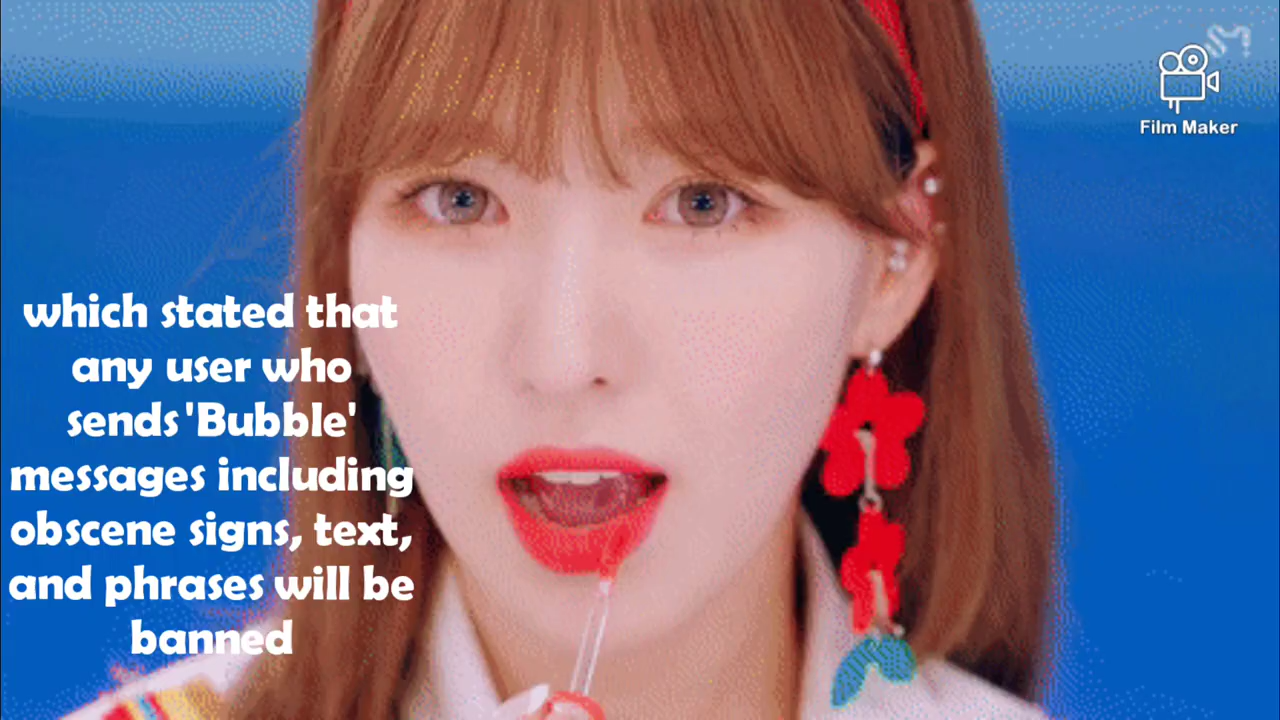 which stated that
any user who
sends 'Bubble'
messages including
obscene signs, text,
and phrases will be
banned
SM
Film Maker